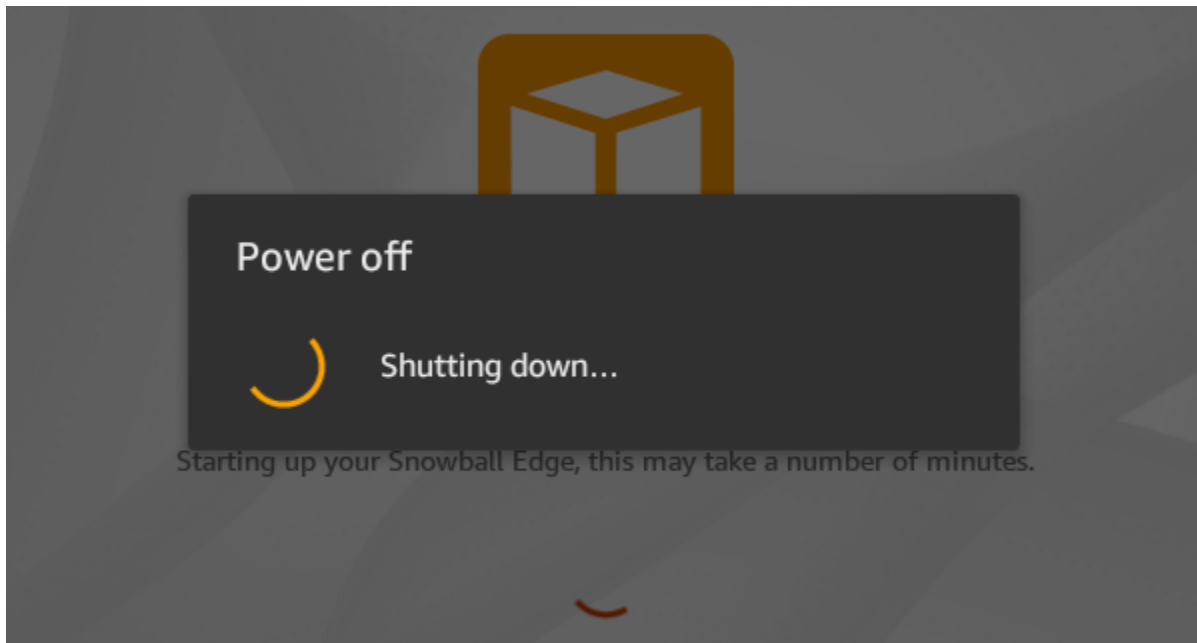 Power off
Shutting down...
Starting up your Snowball Edge, this may take a number of minutes.